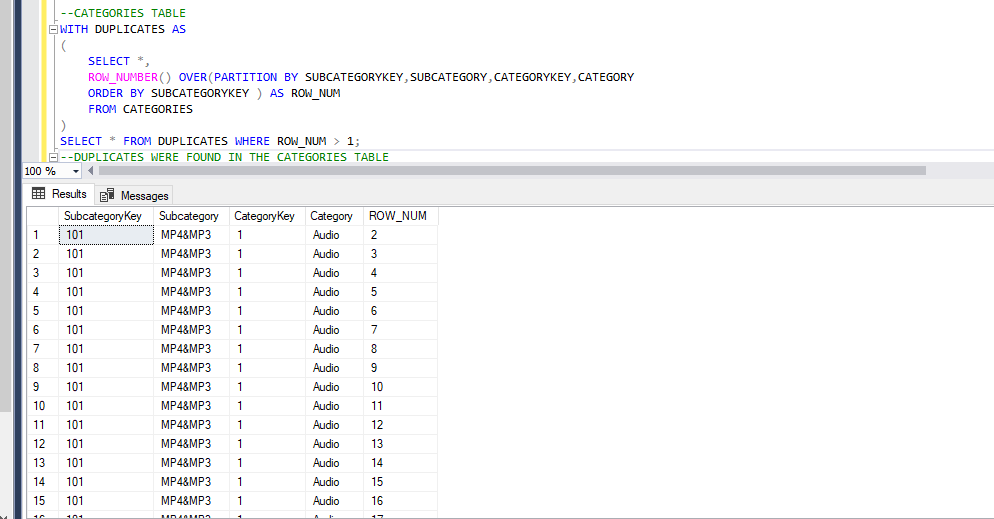 --CATEGORIES TABLE
WITH DUPLICATES AS
(
SELECT *,
ROW_NUMBER() OVER(PARTITION BY SUBCATEGORYKEY,SUBCATEGORY,CATEGORYKEY,CATEGORY
ORDER BY SUBCATEGORYKEY ) AS ROW_NUM
FROM CATEGORIES
)
SELECT * FROM DUPLICATES WHERE ROW_NUM > 1;
--DUPLICATES WERE FOUND IN THE CATEGORIES TABLE
100 %
Results Messages
SubcategoryKey Subcategory CategoryKey Category ROW_NUM
1 101 MP4&MP3 1 Audio 2
2 101 MP4&MP3 1 Audio 3
3 101 MP4&MP3 1 Audio 4
4 101 MP4&MP3 1 Audio 5
5 101 MP4&MP3 1 Audio 6
6 101 MP4&MP3 1 Audio 7
7 101 MP4&MP3 1 Audio 8
8 101 MP4&MP3 1 Audio 9
9 101 MP4&MP3 1 Audio 10
10 101 MP4&MP3 1 Audio 11
11 101 MP4&MP3 1 Audio 12
12 101 MP4&MP3 1 Audio 13
13 101 MP4&MP3 1 Audio 14
14 101 MP4&MP3 1 Audio 15
15 101 MP4&MP3 1 Audio 16